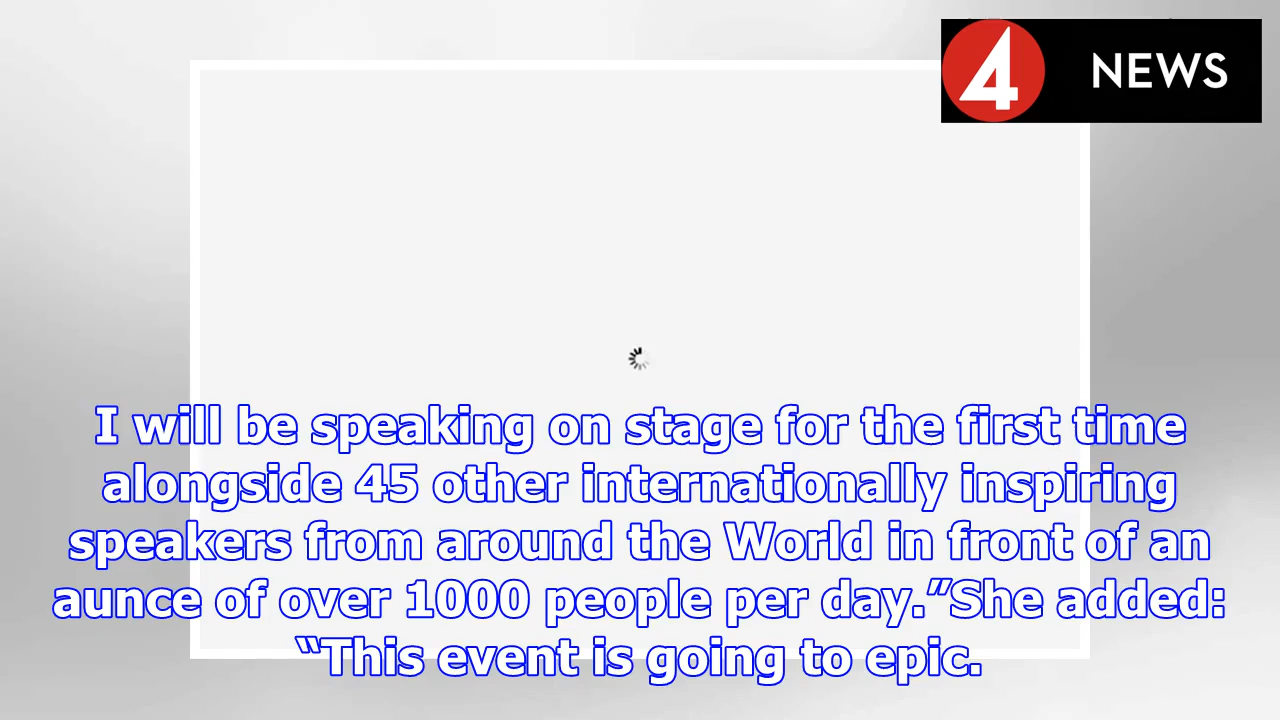 4 NEWS
I will be speaking on stage for the first time
alongside 45 other internationally inspiring
speakers from around the World in front of an
aunce of over 1000 people per day.”She added:
“This event is going to epic.